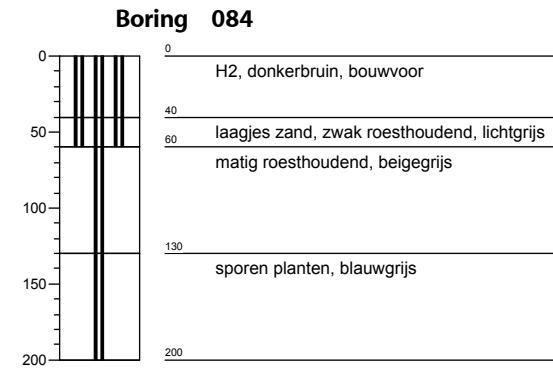 Boring 084
0
0
H2, donkerbruin, bouwvoor
40
50
laagjes zand, zwak roesthoudend, lichtgrijs
60
matig roesthoudend, beigegrijs
100
130
sporen planten, blauwgrijs
150
200
200